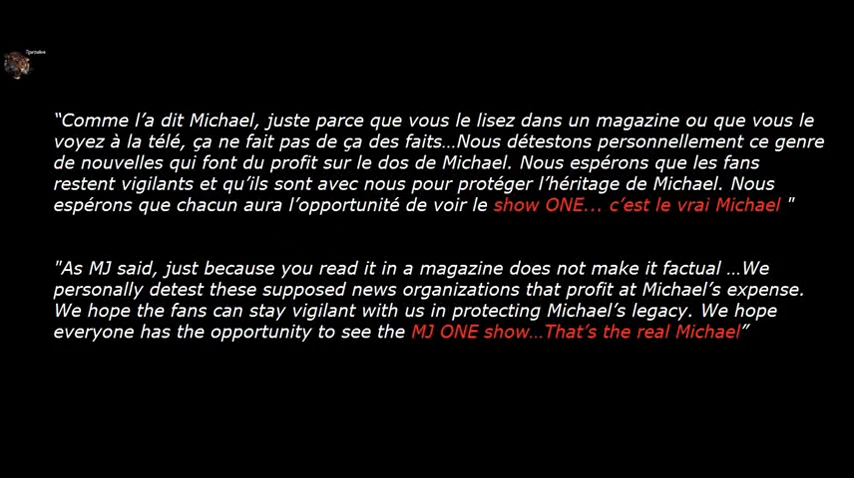 “Comme l’a dit Michael, juste parce que vous le lisez dans un magazine ou que vous le
voyez à la télé, ça ne fait pas de ça des faits...Nous détestons personnellement ce genre
de nouvelles qui font du profit sur le dos de Michael. Nous espérons que les fans
restent vigilants et qu’ils sont avec nous pour protéger l’héritage de Michael. Nous
espérons que chacun aura l’opportunité de voir le show ONE... c’est le vrai Michael "
"As MJ said, just because you read it in a magazine does not make it factual ...We
personally detest these supposed news organizations that profit at Michael’s expense.
We hope the fans can stay vigilant with us in protecting Michael’s legacy. We hope
everyone has the opportunity to see the MJ ONE show...That’s the real Michael”